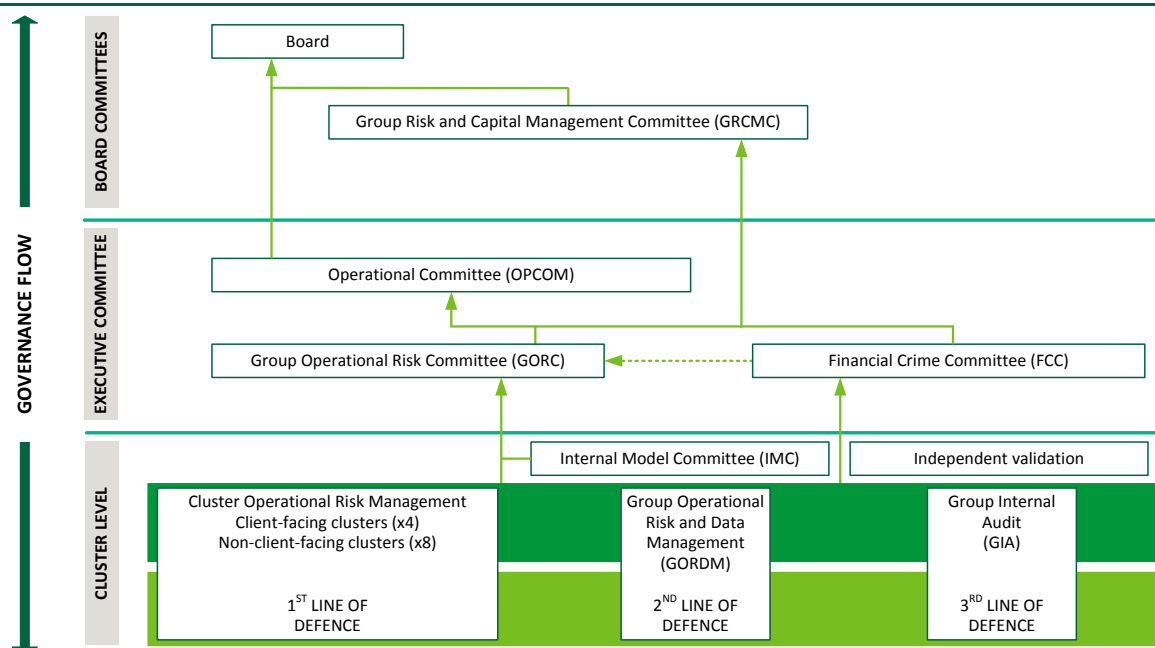 GOVERNANCE FLOW
BOARD COMMITTEES
Board
Group Risk and Capital Management Committee (GRCMC)
EXECUTIVE COMMITTEE
Operational Committee (OPCOM)
Group Operational Risk Committee (GORC)
Financial Crime Committee (FCC)
CLUSTER LEVEL
Internal Model Committee (IMC)
Independent validation
Cluster Operational Risk Management
Client-facing clusters (x4)
Non-client-facing clusters (x8)
1ST LINE OF
DEFENCE
Group Operational
Risk and Data
Management
(GORDM)
2ND LINE OF
DEFENCE
Group Internal
Audit
(GIA)
3RD LINE OF
DEFENCE